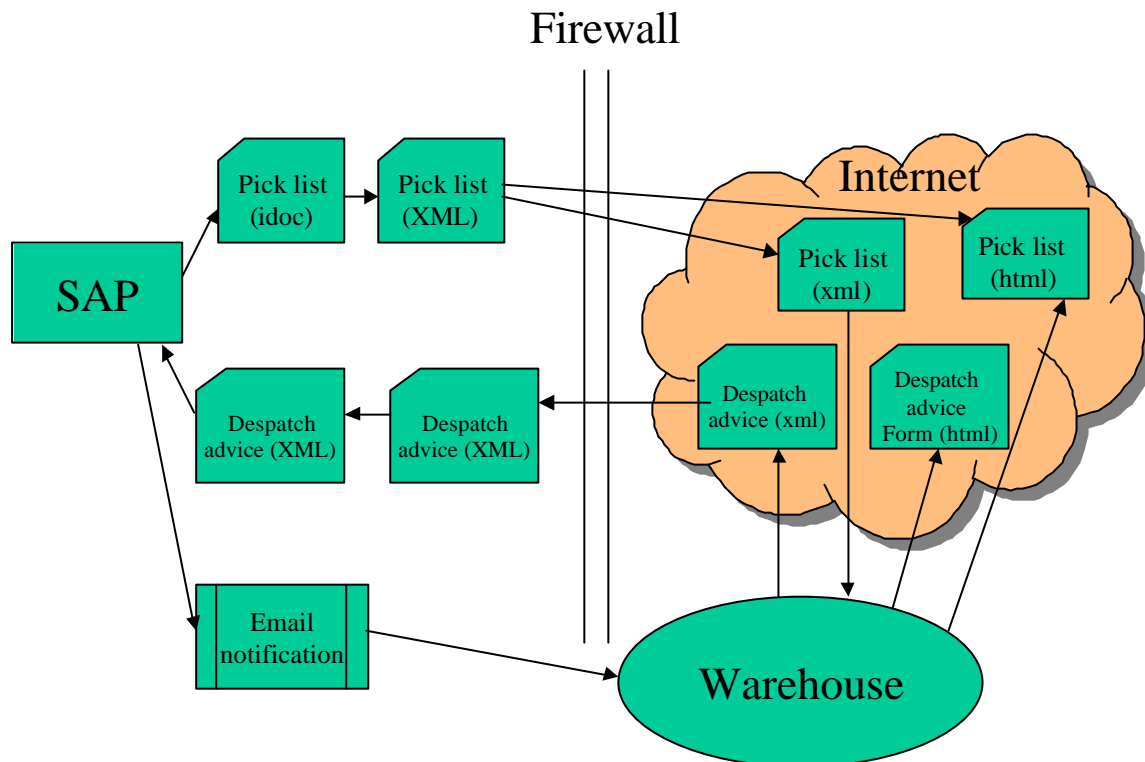 Firewall
Internet
Pick list
(idoc)
Pick list
(XML)
Pick list
(xml)
Pick list
(html)
SAP
Despatch
advice (XML)
Despatch
advice (XML)
Despatch
advice (xml)
Despatch
advice
Form (html)
Email
notification
Warehouse